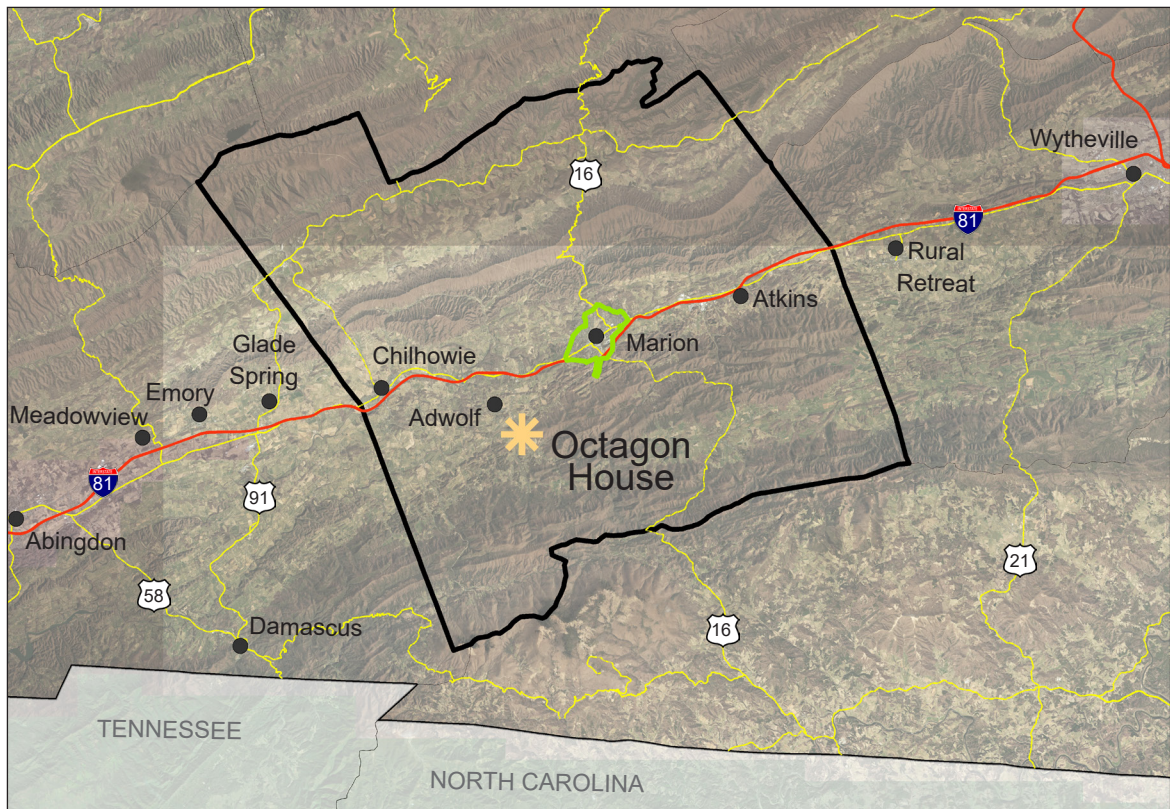 Wytheville
16
81
Rural
Retreat
Atkins
Marion
Glade
Spring
Chilhowie
Emory
Adwolf
Meadowview
Octagon
House
81
91
Abingdon
21
58
16
Damascus
TENNESSEE
NORTH CAROLINA